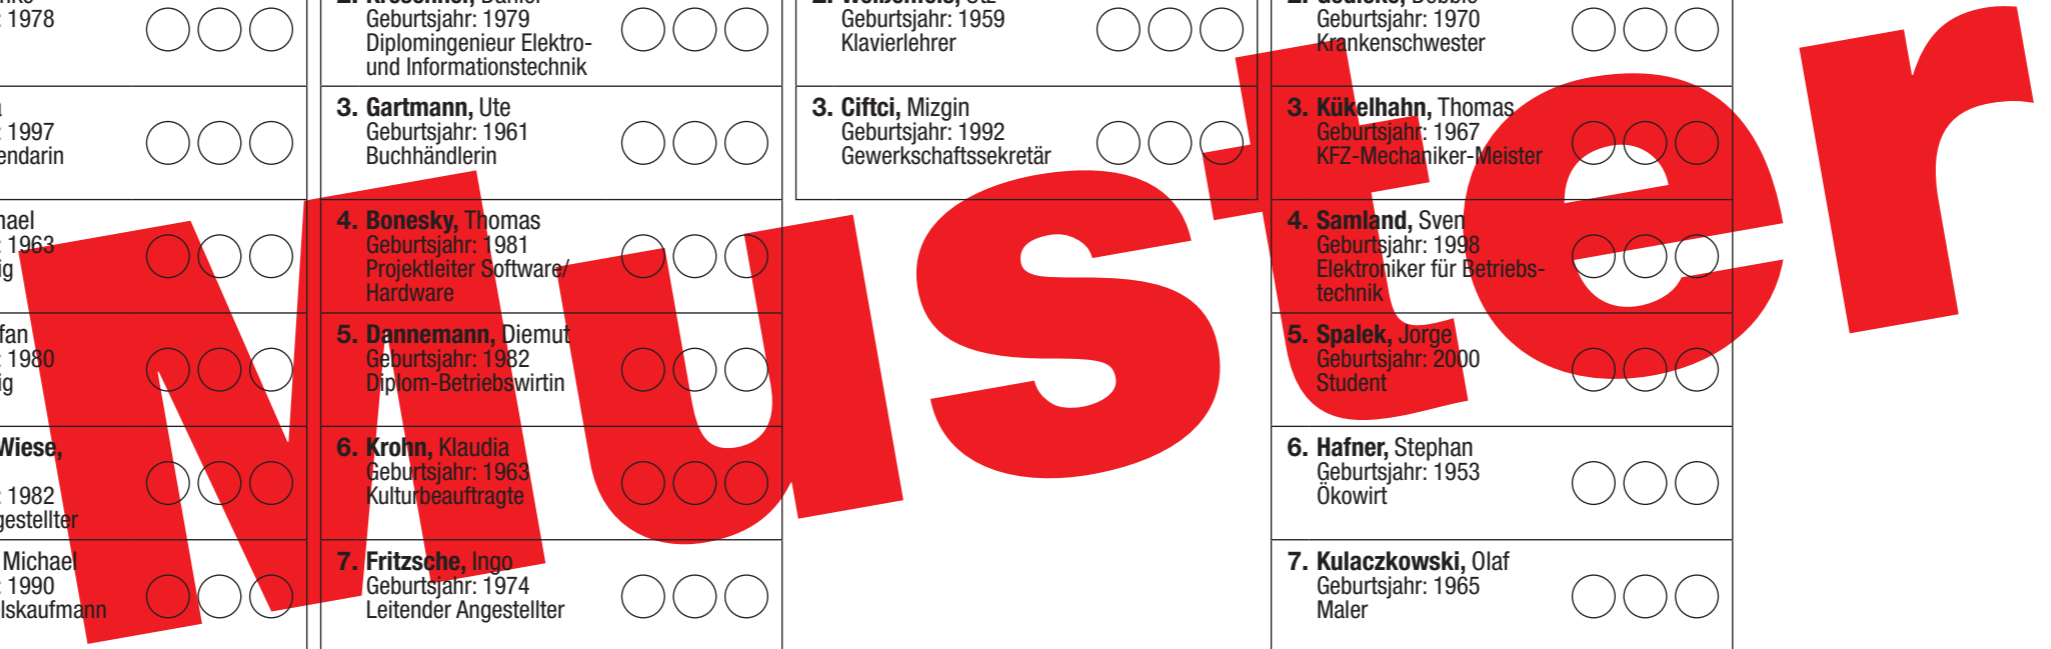 : 1978
: 1997
endarin
hael
: 1963
ig
fan
: 1980
ig
Wiese,
: 1982
gestellter
Michael
: 1990
lskaufmann
Geburtsjahr: 1979
Diplomingenieur Elektro-
und Informationstechnik
3. Gartmann, Ute
Geburtsjahr: 1961
Buchhändlerin
4. Bonesky, Thomas
Geburtsjahr: 1981
Projektleiter Software/
Hardware
5. Dannemann, Diemut
Geburtsjahr: 1982
Diplom-Betriebswirtin
6. Krohn, Klaudia
Geburtsjahr: 1963
Kulturbeauftragte
7. Fritzsche, Ingo
Geburtsjahr: 1974
Leitender Angestellter
Geburtsjahr: 1959
Klavierlehrer
3. Ciftci, Mizgin
Geburtsjahr: 1992
Gewerkschaftssekretär
Geburtsjahr: 1970
Krankenschwester
3. Kükelhahn, Thomas
Geburtsjahr: 1967
KFZ-Mechaniker-Meister
4. Samland, Sven
Geburtsjahr: 1998
Elektroniker für Betriebs-
technik
5. Spalek, Jorge
Geburtsjahr: 2000
Student
6. Hafner, Stephan
Geburtsjahr: 1953
Ökowirt
7. Kulaczkowski, Olaf
Geburtsjahr: 1965
Maler
Muster